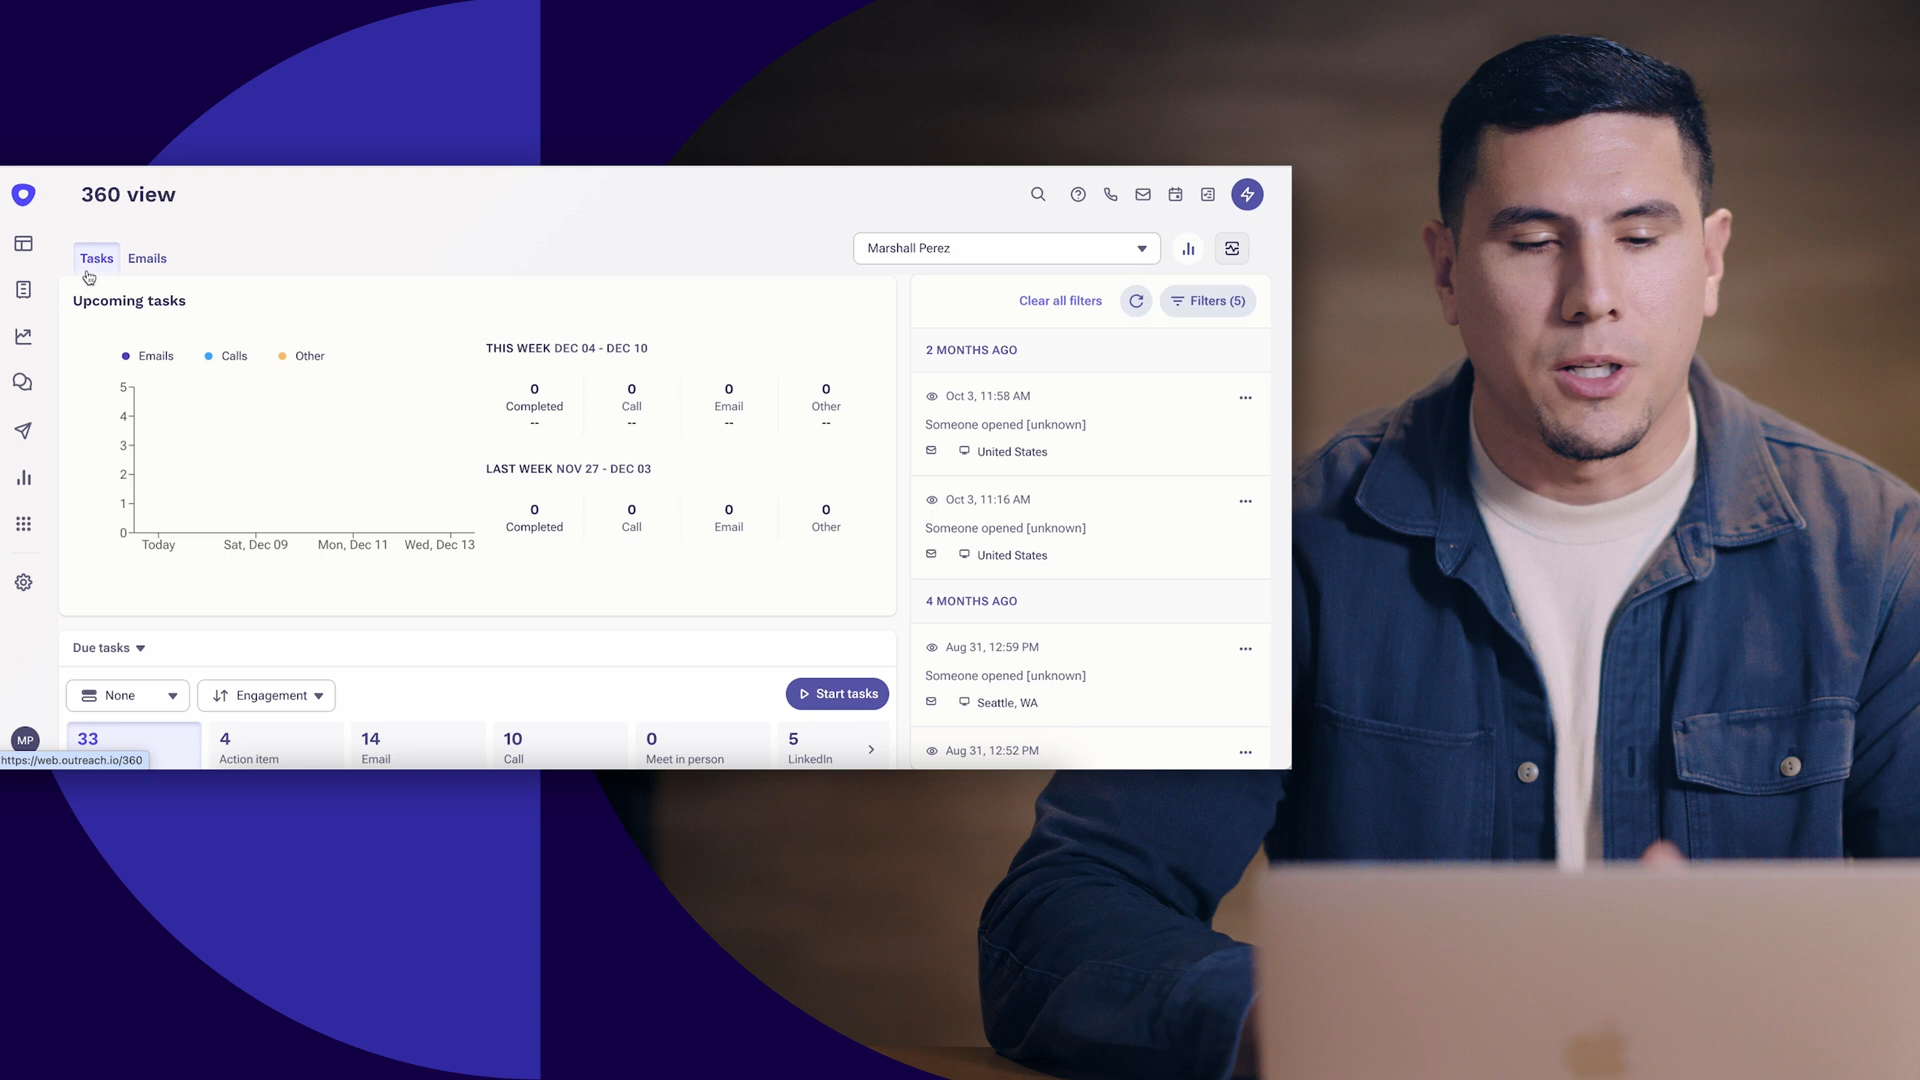 360 view
Tasks
Emails
Marshall Perez
Upcoming tasks
Emails
Calls
Other
5
4
3
2
1
0
Today
Sat, Dec 09
Mon, Dec 11
Wed, Dec 13
THIS WEEK DEC 04 - DEC 10
0
0
0
0
Completed
Call
Email
Other
--
--
--
--
LAST WEEK NOV 27 - DEC 03
0
0
0
0
Completed
Call
Email
Other
Due tasks
None
Engagement
Start tasks
33
4
14
10
0
5
Action item
Email
Call
Meet in person
LinkedIn
MP
https://web.outreach.io/360
Clear all filters
Filters (5)
2 MONTHS AGO
Oct 3, 11:58 AM
Someone opened [unknown]
United States
Oct 3, 11:16 AM
Someone opened [unknown]
United States
4 MONTHS AGO
Aug 31, 12:59 PM
Someone opened [unknown]
Seattle, WA
Aug 31, 12:52 PM